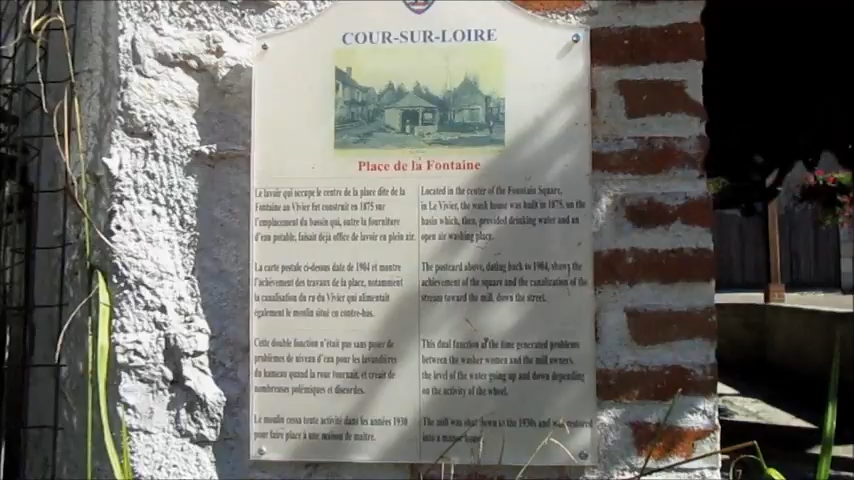 COUR-SUR-LOIRE
Place de la Fontaine
Le lavoir qui occupe le centre de la place dite de la
Fontaine au Vivier fut construit en 1875 sur
l'emplacement du bassin qui, outre la fourniture
d'eau potable, faisait déjà office de lavoir en plein air.
La carte postale ci-dessus date de 1904 et montre
l'achèvement des travaux de la place, notamment
la canalisation du ru du Vivier qui alimentait
également le moulin situé en contre-bas.
Cette double fonction n'était pas sans poser de
problèmes de niveau d'eau pour les lavandières
du hameau quand la roue tournait, et créait de
nombreuses polémiques et discordes.
Le moulin cessa toute activité dans les années 1930
pour faire place à une maison de maître.
Located in the center of the Fountain Square,
in Le Vivier, the wash house was built in 1875, on the
basin which, then, provided drinking water and an
open air washing place.
The postcard above, dating back to 1904, shows the
achievement of the square and the canalization of the
stream toward the mill, down the street.
This dual function at the time generated problems
between the washer women and the mill owners.
the level of the water going up and down depending
on the activity of the wheel.
The mill was shut down in the 1930s and was restored
into a manor house.